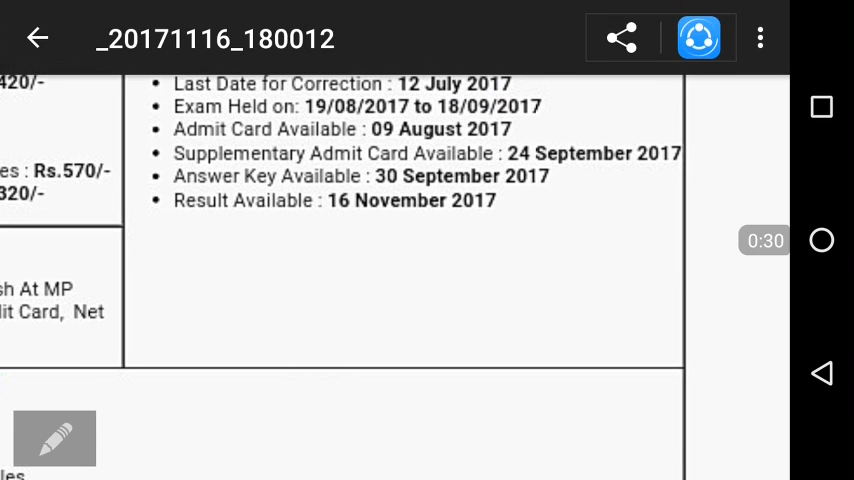 _20171116_180012
420/-
• Last Date for Correction : 12 July 2017
• Exam Held on: 19/08/2017 to 18/09/2017
• Admit Card Available : 09 August 2017
• Supplementary Admit Card Available : 24 September 2017
es : Rs.570/-
• Answer Key Available : 30 September 2017
320/-
• Result Available : 16 November 2017
0:30
sh At MP
lit Card, Net
les